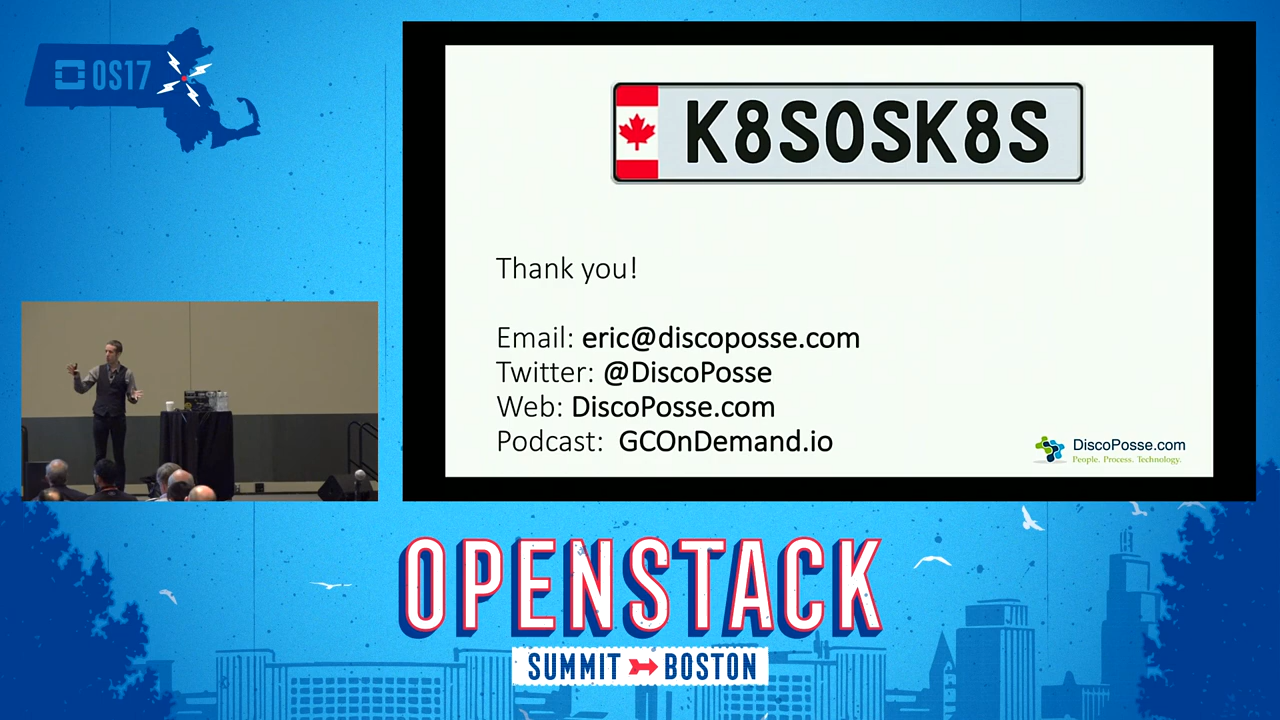 OS17
K8SOSK8S
Thank you!
Email: eric@discoposse.com
Twitter: @DiscoPosse
Web: DiscoPosse.com
Podcast: GCOnDemand.io
DiscoPosse.com
People. Process. Technology.
OPENSTACK
SUMMIT BOSTON